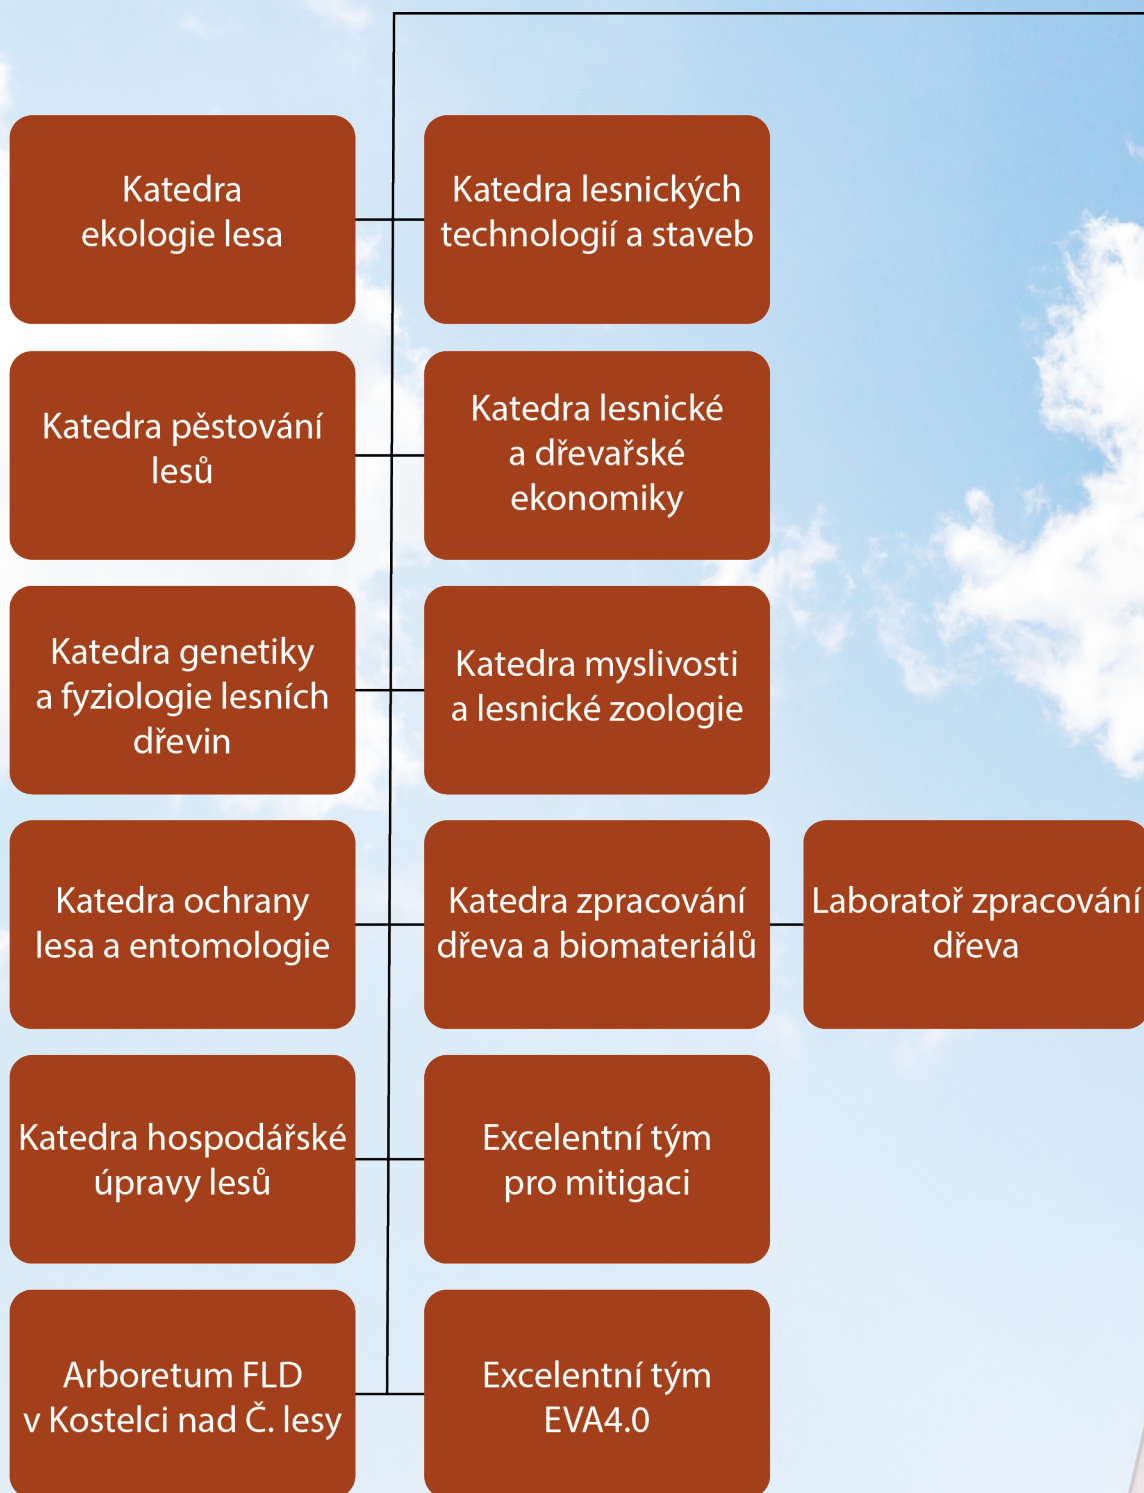 Katedra
ekologie lesa
Katedra lesnických
technologií a staveb
Katedra pěstování
lesů
Katedra lesnické
a dřevařské
ekonomiky
Katedra genetiky
a fyziologie lesních
dřevin
Katedra myslivosti
a lesnické zoologie
Katedra ochrany
lesa a entomologie
Katedra zpracování
dřeva a biomateriálů
Laboratoř zpracování
dřeva
Katedra hospodářské
úpravy lesů
Excelentní tým
pro mitigaci
Arboretum FLD
v Kostelci nad Č. lesy
Excelentní tým
EVA4.0